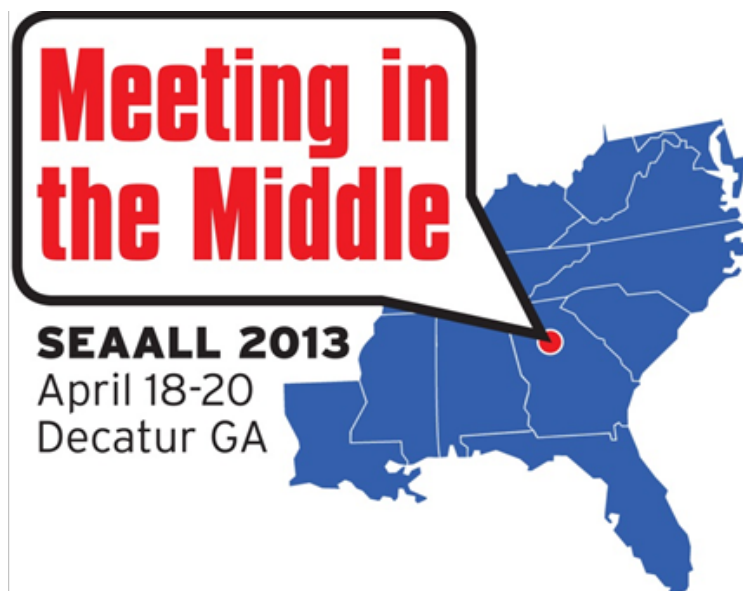 Meeting in
the Middle
SEAALL 2013
April 18-20
Decatur GA